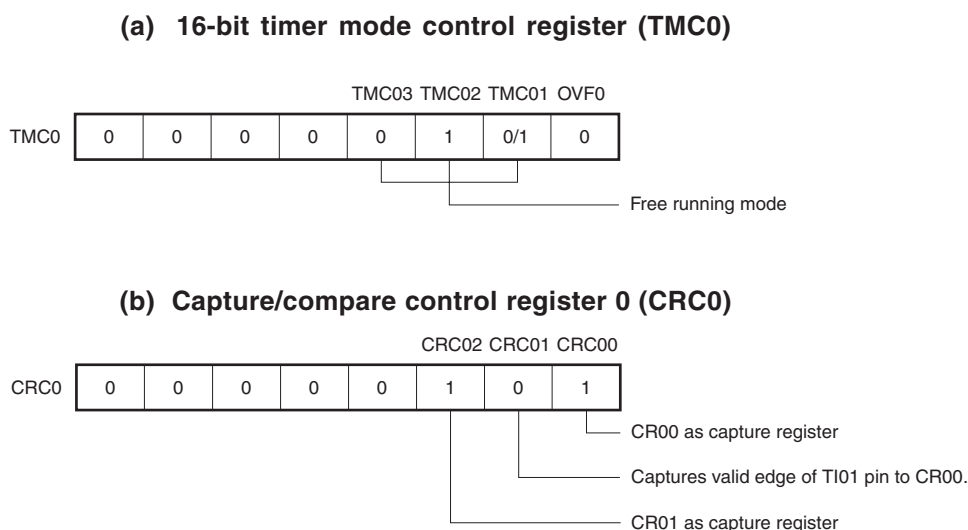 (a) 16-bit timer mode control register (TMC0)
TMC03 TMC02 TMC01 OVF0
TMC0 0 0 0 0 0 1 0/1 0
Free running mode
(b) Capture/compare control register 0 (CRC0)
CRC02 CRC01 CRC00
CRC0 0 0 0 0 0 1 0 1
CR00 as capture register
Captures valid edge of TI01 pin to CR00.
CR01 as capture register